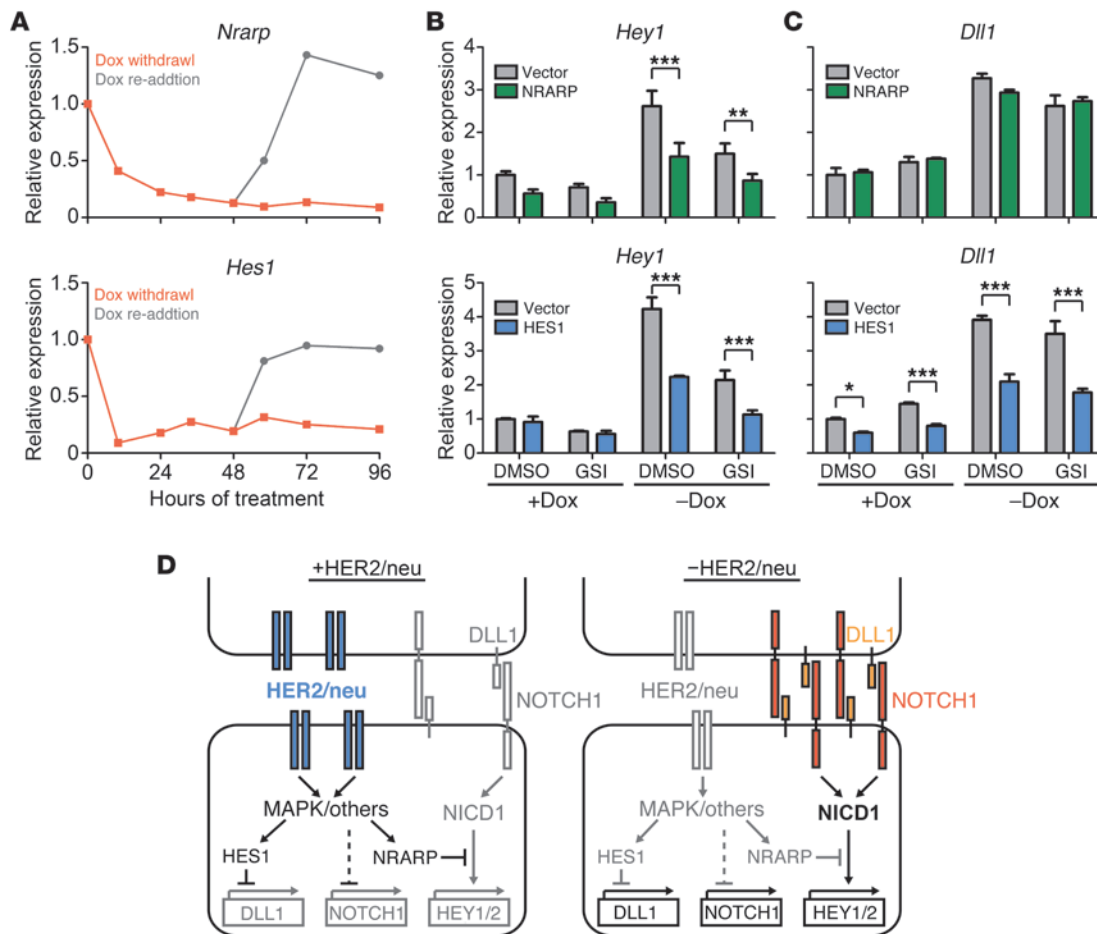 A
Nrarp
Relative expression
1.5
1.0
0.5
0
Dox withdrawl
Dox re-addtion
Hes1
Relative expression
1.5
1.0
0.5
0
Dox withdrawl
Dox re-addtion
0 24 48 72 96
Hours of treatment
B
Hey1
Relative expression
4
3
2
1
0
Vector
NRARP
***
**
Hey1
Relative expression
5
4
3
2
1
0
Vector
HES1
***
***
DMSO GSI DMSO GSI
+Dox –Dox
C
Dll1
Vector
NRARP
Dll1
Vector
HES1
*
***
***
***
DMSO GSI DMSO GSI
+Dox –Dox
D
+HER2/neu
DLL1
HER2/neu
NOTCH1
MAPK/others
NICD1
HES1
NRARP
DLL1 NOTCH1 HEY1/2
–HER2/neu
DLL1
HER2/neu
NOTCH1
MAPK/others
NICD1
HES1
NRARP
DLL1 NOTCH1 HEY1/2